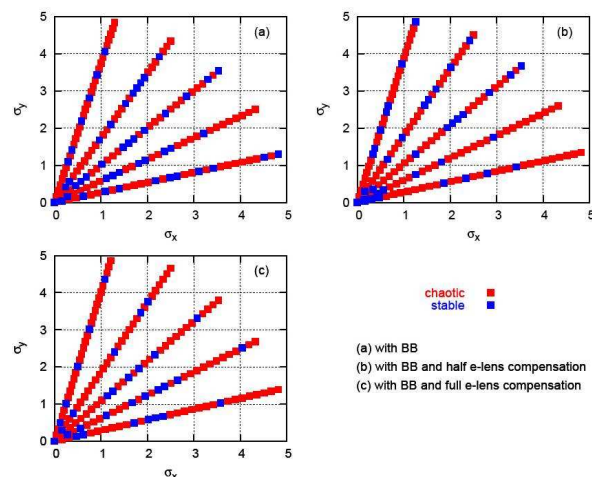 (a)
5
4
3
2
1
0
σy
0 1 2 3 4 5
σx
(b)
5
4
3
2
1
0
σy
0 1 2 3 4 5
σx
(c)
5
4
3
2
1
0
σy
0 1 2 3 4 5
σx
chaotic
stable
(a) with BB
(b) with BB and half e-lens compensation
(c) with BB and full e-lens compensation